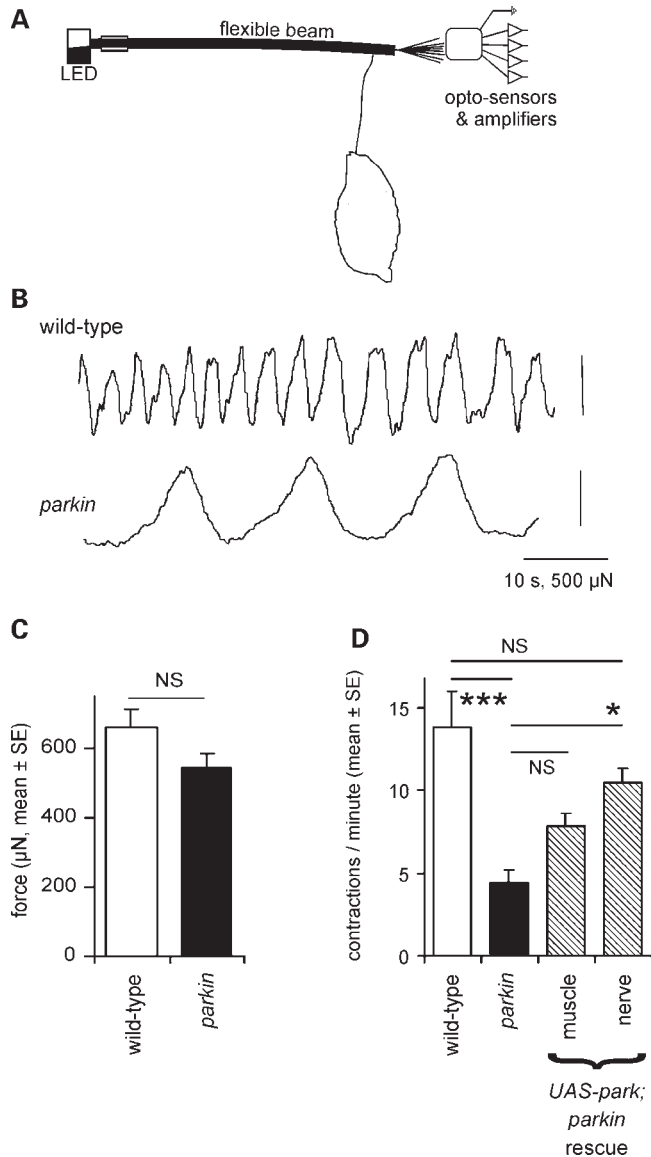 A
flexible beam
LED
opto-sensors
& amplifiers
B
wild-type
parkin
10 s, 500 µN
C
NS
force (µN, mean ± SE)
600
400
200
0
wild-type
parkin
D
NS
***
*
NS
contractions / minute (mean ± SE)
15
10
5
0
wild-type
parkin
muscle
nerve
UAS-park;
parkin
rescue